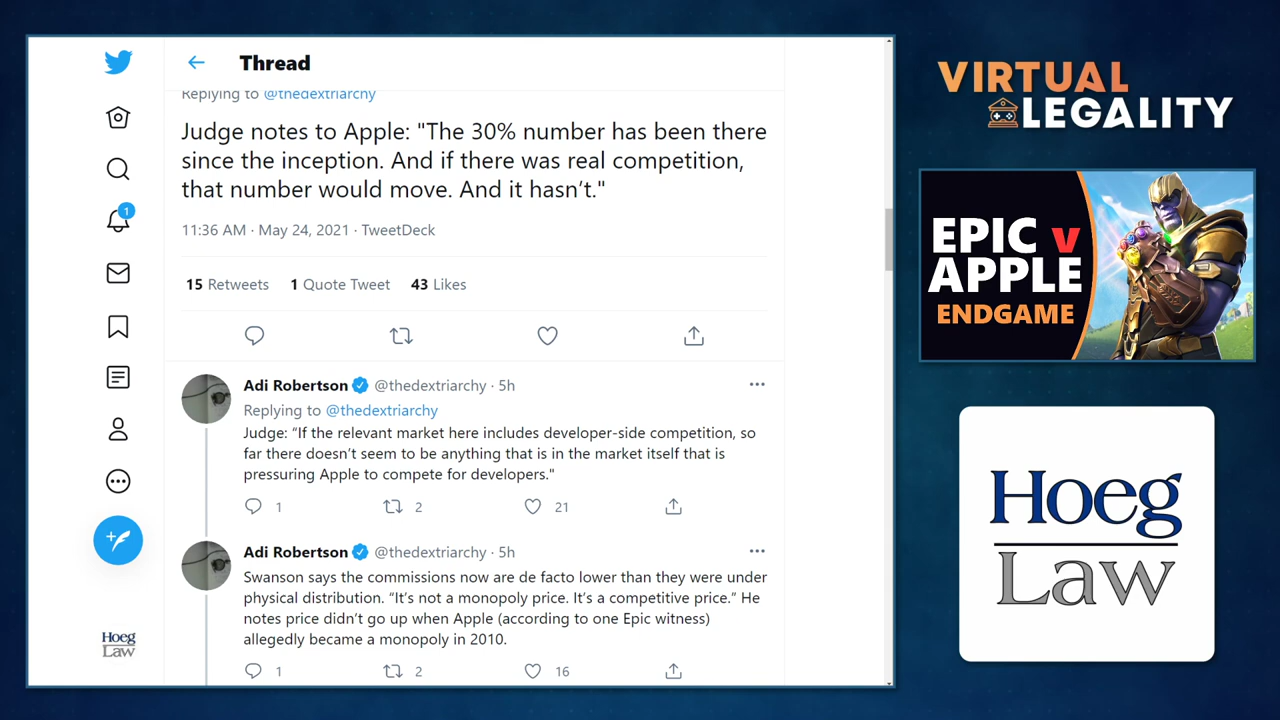 Thread
Replying to @thedextriarchy
Judge notes to Apple: "The 30% number has been there
since the inception. And if there was real competition,
that number would move. And it hasn’t."
11:36 AM · May 24, 2021 · TweetDeck
15 Retweets 1 Quote Tweet 43 Likes
Adi Robertson @thedextriarchy · 5h
Replying to @thedextriarchy
Judge: “If the relevant market here includes developer-side competition, so
far there doesn’t seem to be anything that is in the market itself that is
pressuring Apple to compete for developers."
1 2 21
Adi Robertson @thedextriarchy · 5h
Swanson says the commissions now are de facto lower than they were under
physical distribution. “It’s not a monopoly price. It’s a competitive price.” He
notes price didn’t go up when Apple (according to one Epic witness)
allegedly became a monopoly in 2010.
1 2 16
1
Hoeg
Law
VIRTUAL
LEGALITY
EPIC v
APPLE
ENDGAME
Hoeg
Law